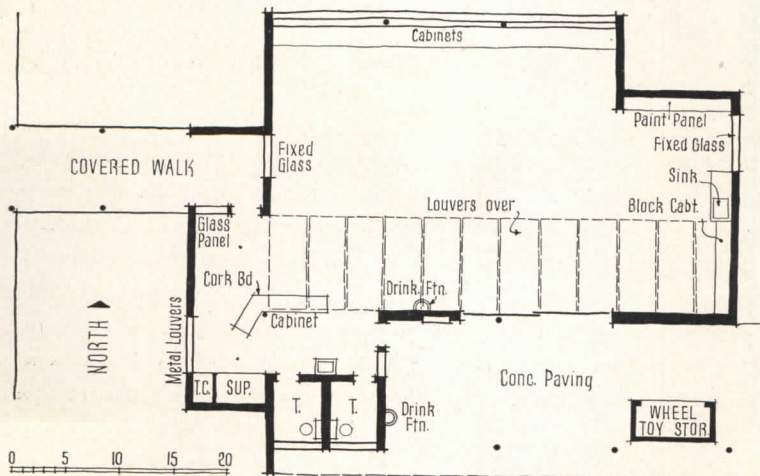 Cabinets
Paint Panel
Fixed Glass
Fixed
Glass
COVERED WALK
Sink
Louvers over
Block Cabt.
Glass
Panel
Cork Bd
Drink. Ftn.
Cabinet
NORTH
Metal Louvers
Conc. Paving
T.C.
SUP.
T.
T.
Drink
Ftn.
WHEEL
TOY STOR.
0 5 10 15 20